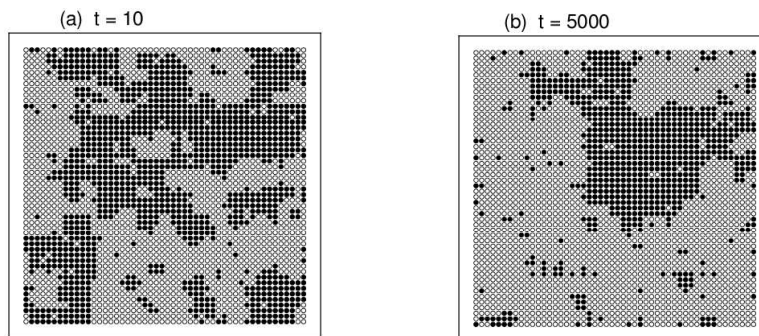 (a) t = 10
(b) t = 5000